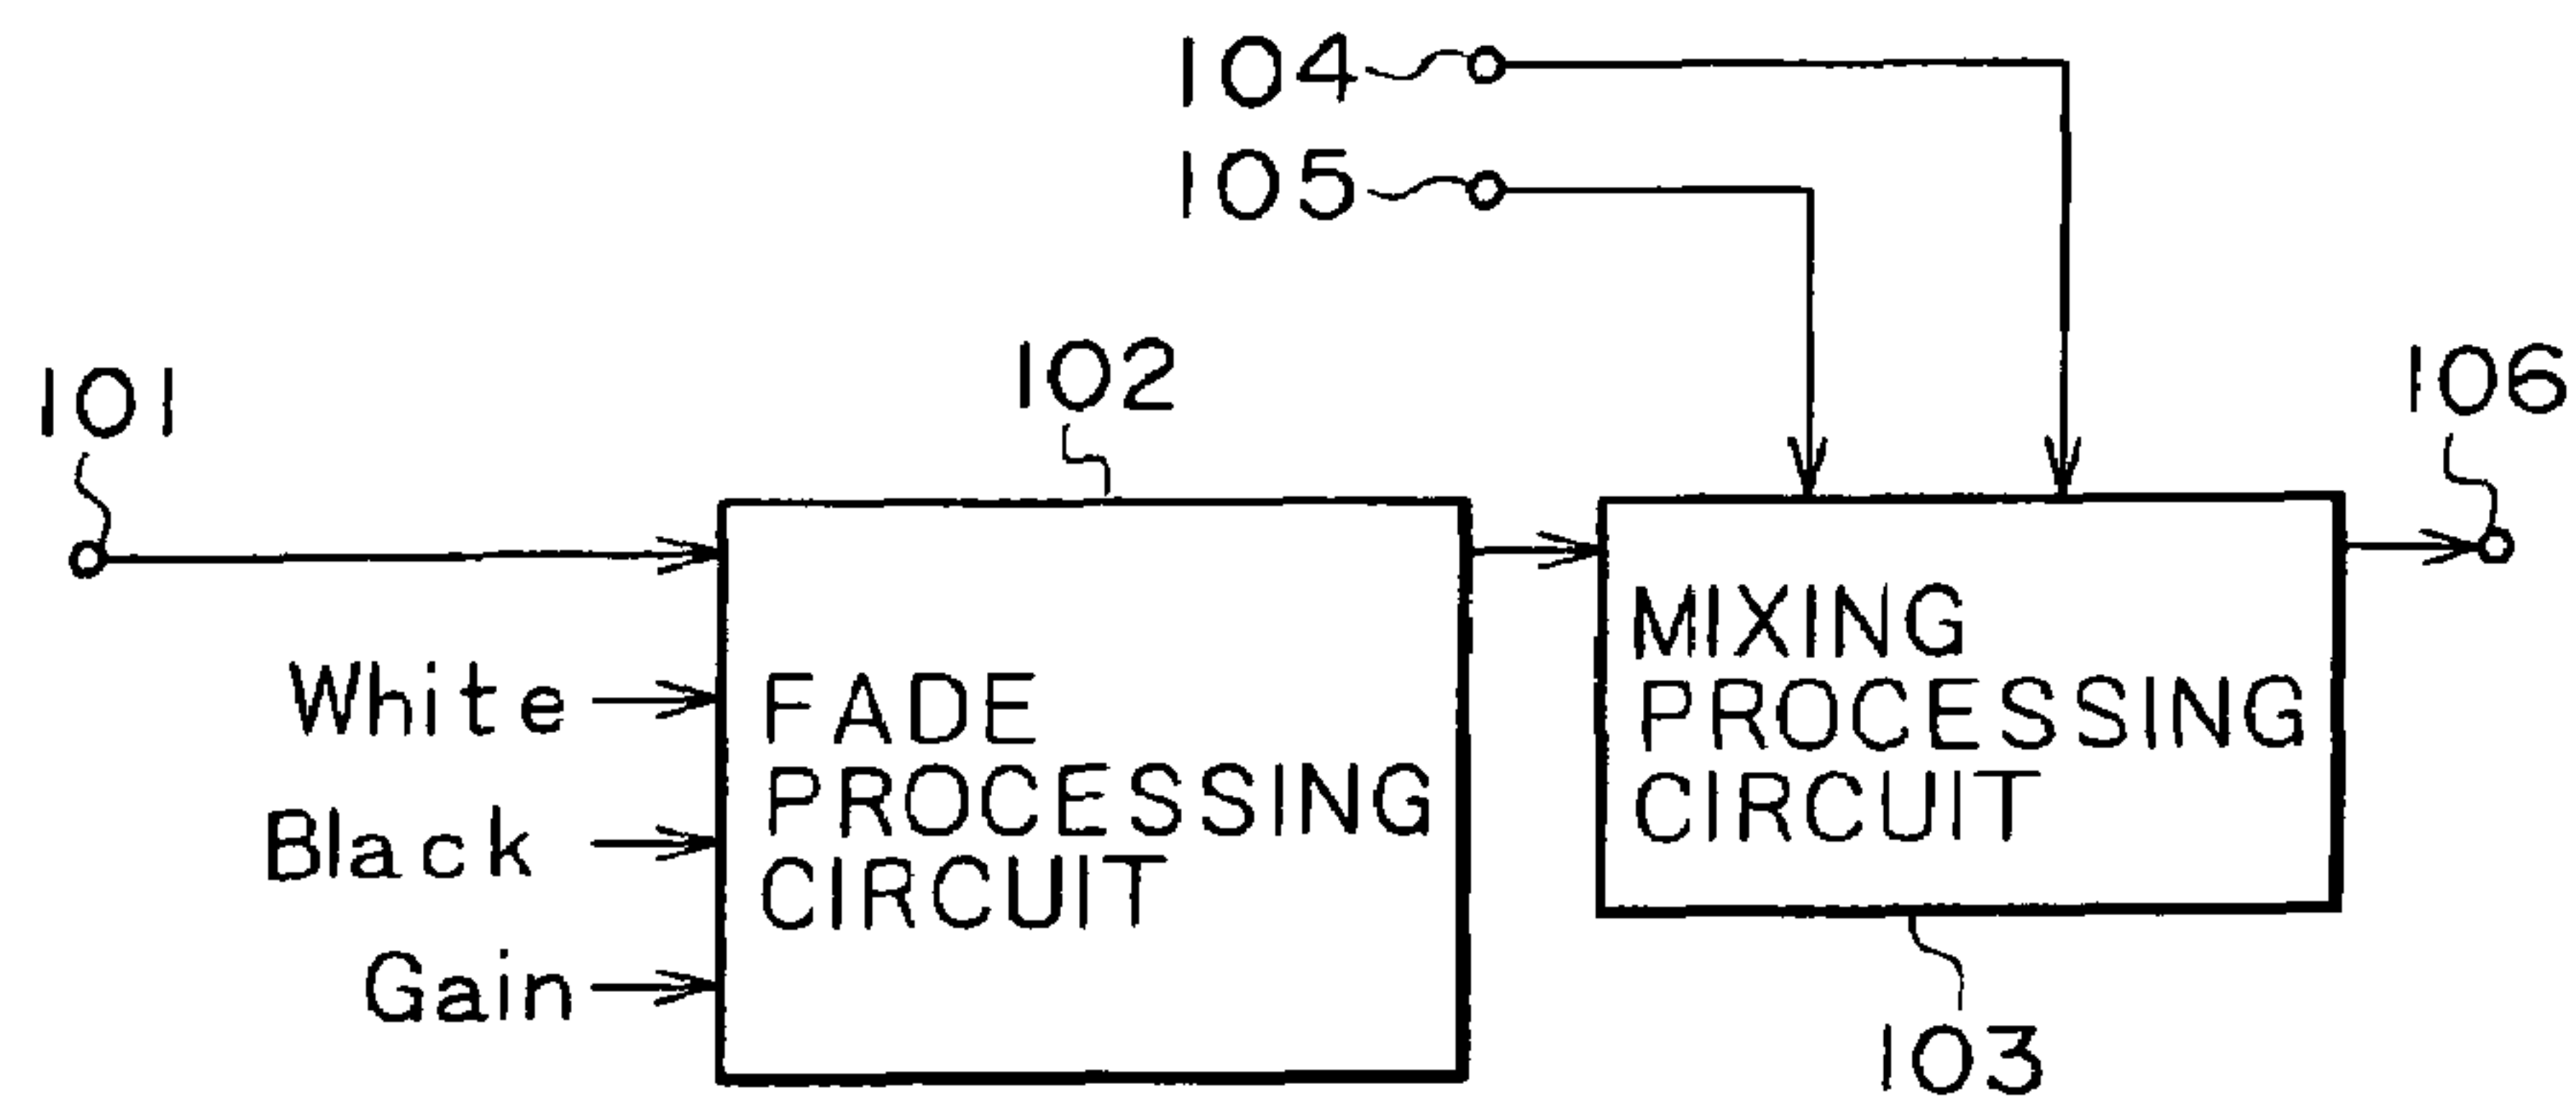 104
105
101
102
106
White
Black
Gain
FADE
PROCESSING
CIRCUIT
MIXING
PROCESSING
CIRCUIT
103